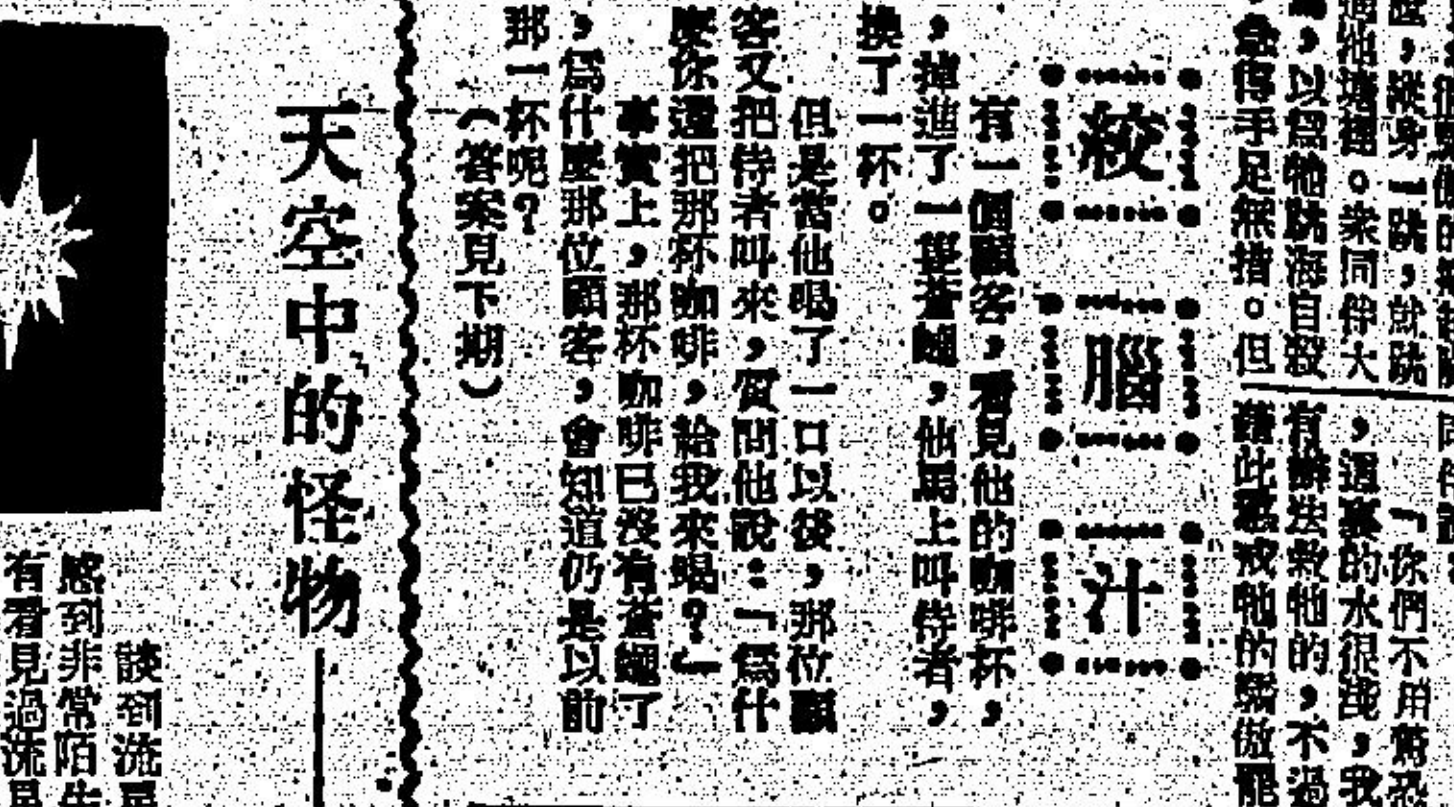 縱身一跳,就跳
。衆同伴大
,以爲牠跳海自殺
急得手足無措。但
「你們不用驚恐
,這裏的水很淺,我
有辦法救牠的,不過
藉此懲戒牠的驕傲罷
絞腦汁
有一個顧客,看見他的咖啡杯,
,掉進了一隻蒼蠅,他馬上叫侍者,
換了一杯。
但是當他喝了一口以後,那位顧
客又把侍者叫來,質問他說:「爲什
麼你還把那杯咖啡,給我來喝?」
事實上,那杯咖啡已沒有蒼蠅了
,爲什麼那位顧客,會知道仍是以前
那一杯呢?
(答案見下期)
天空中的怪物
談到流星
感到非常陌生
有看見過流星